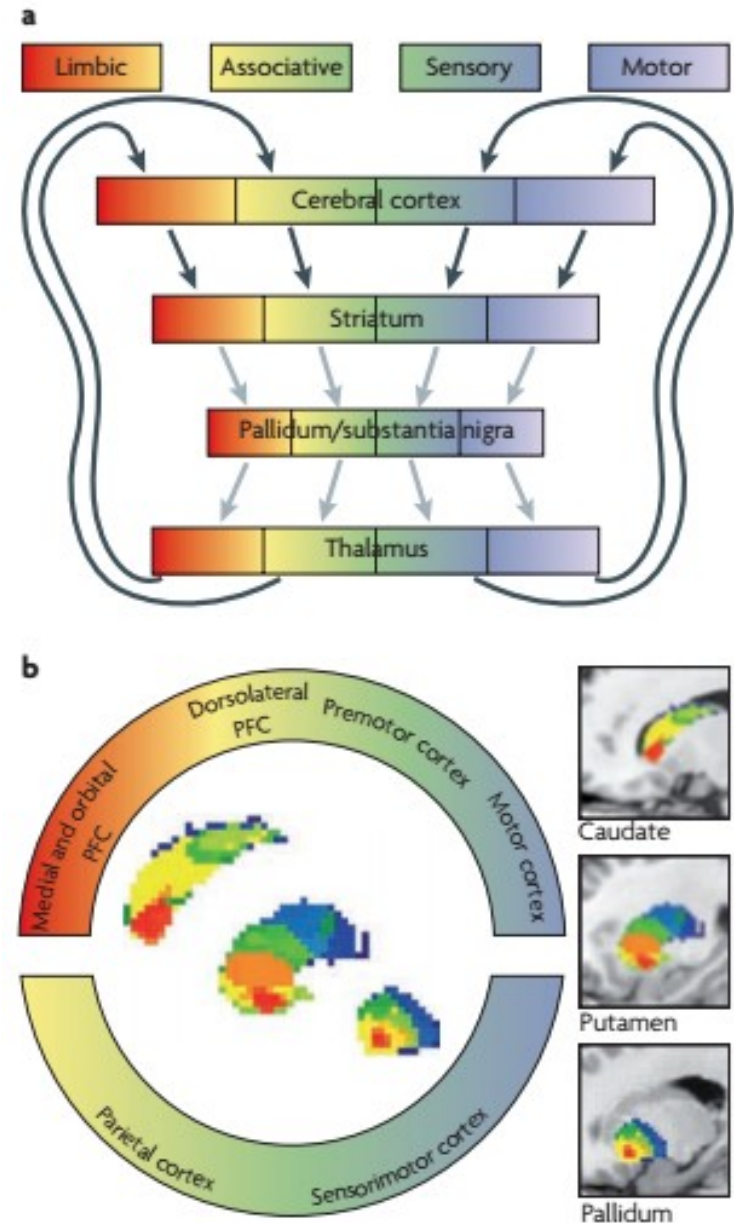 a
Limbic Associative Sensory Motor
Cerebral cortex
Striatum
Pallidum/substantia nigra
Thalamus
b
Medial and orbital
PFC
Dorsolateral
PFC
Premotor cortex
Motor cortex
Parietal cortex
Sensorimotor cortex
Caudate
Putamen
Pallidum